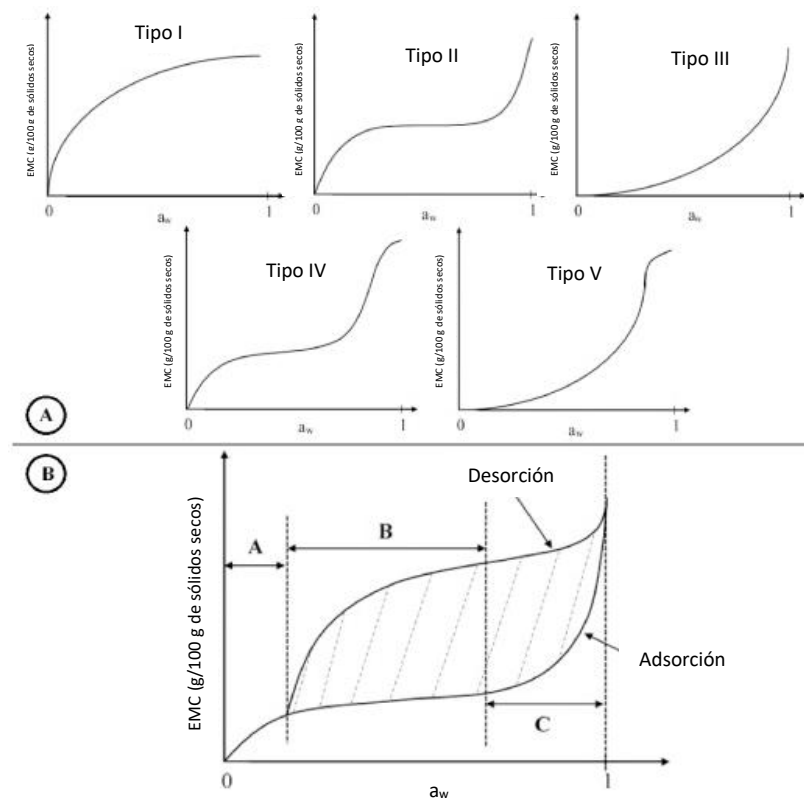 Tipo I
EMC (g/100 g de sólidos secos)
0
1
aw
Tipo II
EMC (g/100 g de sólidos secos)
0
1
aw
Tipo III
EMC (g/100 g de sólidos secos)
0
1
aw
Tipo IV
EMC (g/100 g de sólidos secos)
0
1
aw
Tipo V
EMC (g/100 g de sólidos secos)
0
1
aw
A
B
EMC (g/100 g de sólidos secos)
Desorción
A
B
Adsorción
C
0
1
aw